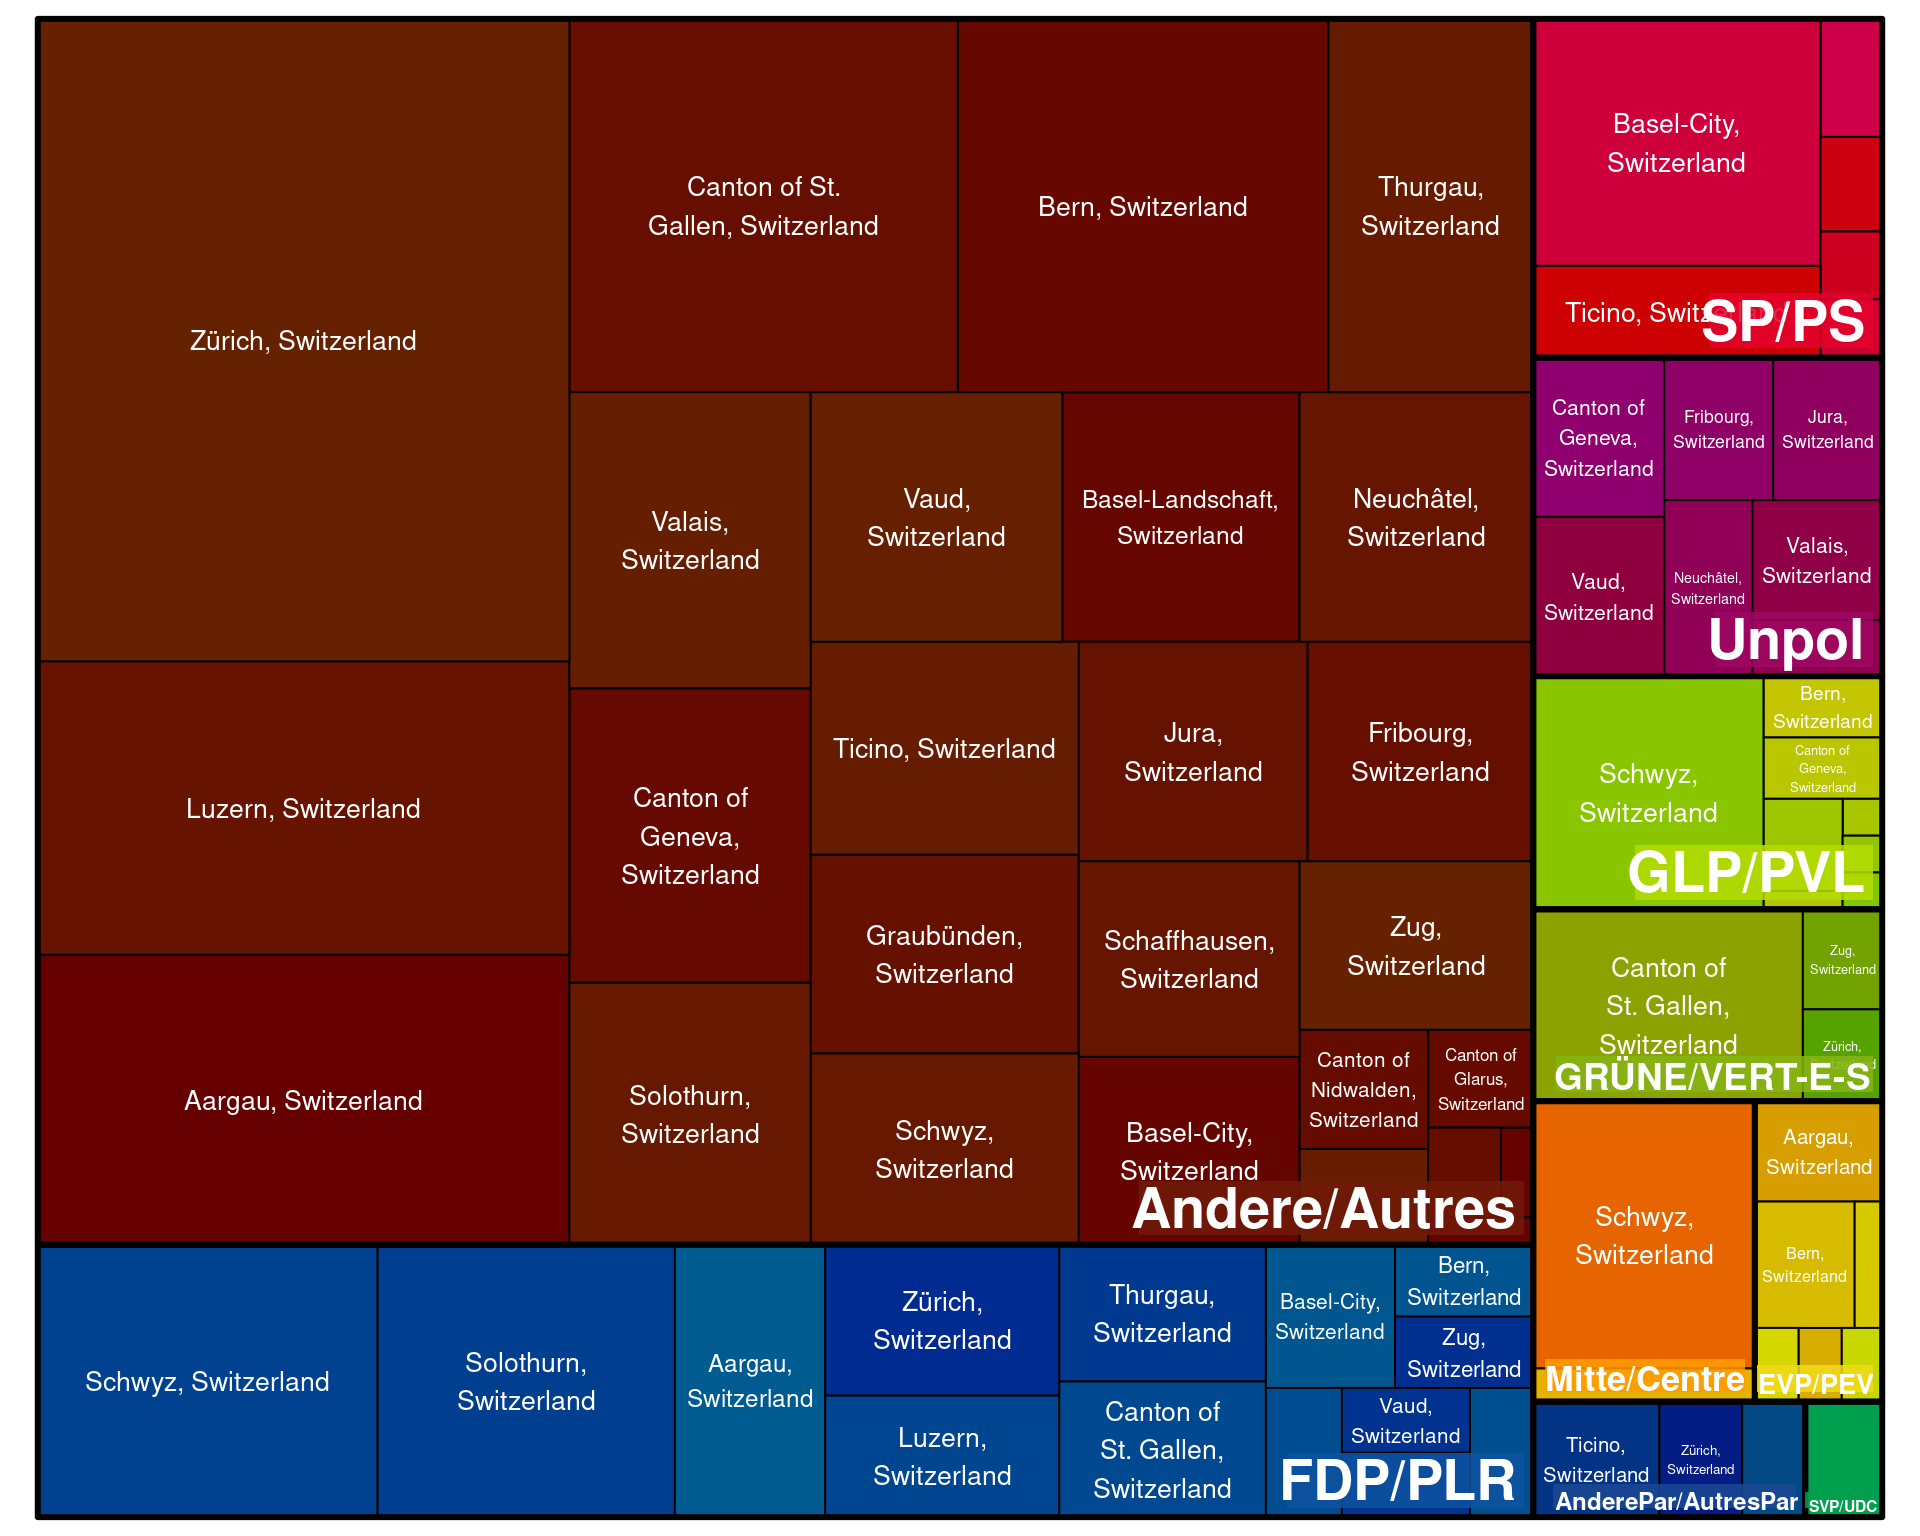 Zürich, Switzerland
Luzern, Switzerland
Aargau, Switzerland
Canton of St.
Gallen, Switzerland
Bern, Switzerland
Thurgau,
Switzerland
Valais,
Switzerland
Vaud,
Switzerland
Basel-Landschaft,
Switzerland
Neuchâtel,
Switzerland
Canton of
Geneva,
Switzerland
Ticino, Switzerland
Jura,
Switzerland
Fribourg,
Switzerland
Graubünden,
Switzerland
Schaffhausen,
Switzerland
Zug,
Switzerland
Solothurn,
Switzerland
Schwyz,
Switzerland
Basel-City,
Switzerland
Canton of
Nidwalden,
Switzerland
Canton of
Glarus,
Switzerland
Andere/Autres
Schwyz, Switzerland
Solothurn,
Switzerland
Aargau,
Switzerland
Zürich,
Switzerland
Luzern,
Switzerland
Thurgau,
Switzerland
Canton of
St. Gallen,
Switzerland
Basel-City,
Switzerland
Bern,
Switzerland
Zug,
Switzerland
Vaud,
Switzerland
FDP/PLR
Basel-City,
Switzerland
Ticino, Switzerland
SP/PS
Canton of
Geneva,
Switzerland
Fribourg,
Switzerland
Jura,
Switzerland
Vaud,
Switzerland
Neuchâtel,
Switzerland
Valais,
Switzerland
Unpol
Schwyz,
Switzerland
Bern,
Switzerland
Canton of
Geneva,
Switzerland
GLP/PVL
Canton of
St. Gallen,
Switzerland
Zug,
Switzerland
Zürich,
Switzerland
GRÜNE/VERT-E-S
Schwyz,
Switzerland
Mitte/Centre
Aargau,
Switzerland
Bern,
Switzerland
EVP/PEV
Ticino,
Switzerland
Zürich,
Switzerland
AnderePar/AutresPar
SVP/UDC